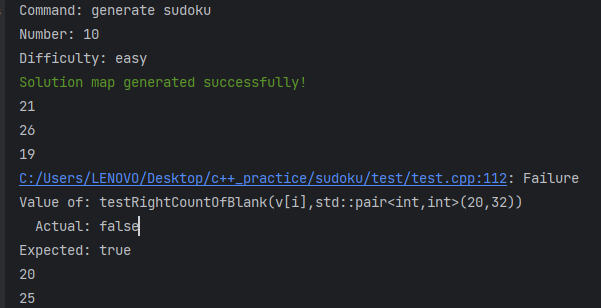 Command: generate sudoku
Number: 10
Difficulty: easy
Solution map generated successfully!
21
26
19
C:/Users/LENOVO/Desktop/c++_practice/sudoku/test/test.cpp:112: Failure
Value of: testRightCountOfBlank(v[i],std::pair<int,int>(20,32))
  Actual: false
Expected: true
20
25